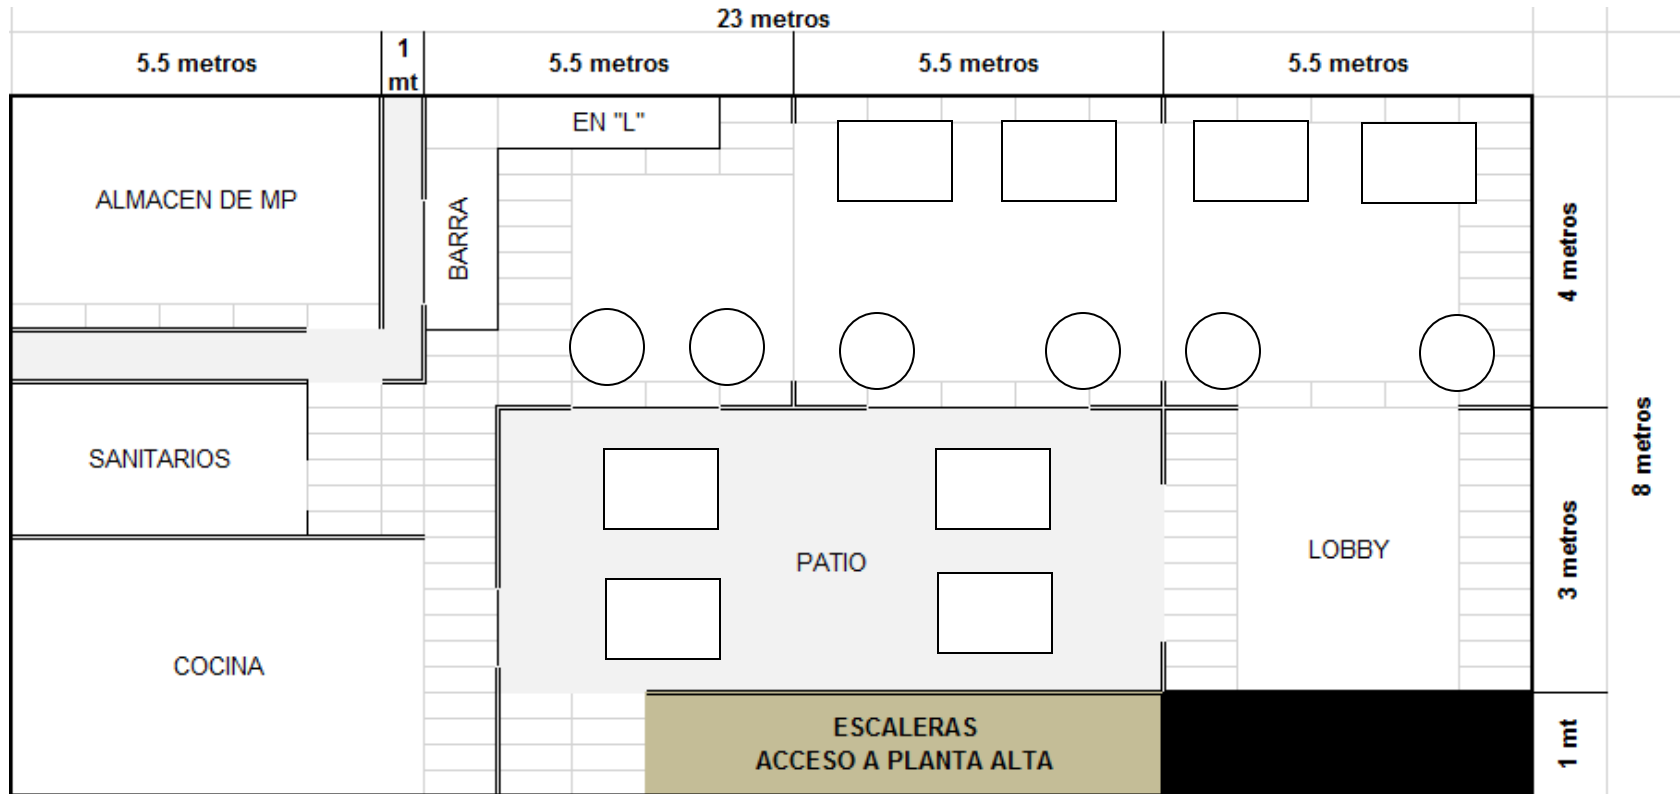 23 metros
5.5 metros
1
mt
5.5 metros
5.5 metros
5.5 metros
EN "L"
ALMACEN DE MP
BARRA
4 metros
8 metros
SANITARIOS
PATIO
LOBBY
3 metros
COCINA
ESCALERAS
ACCESO A PLANTA ALTA
1 mt